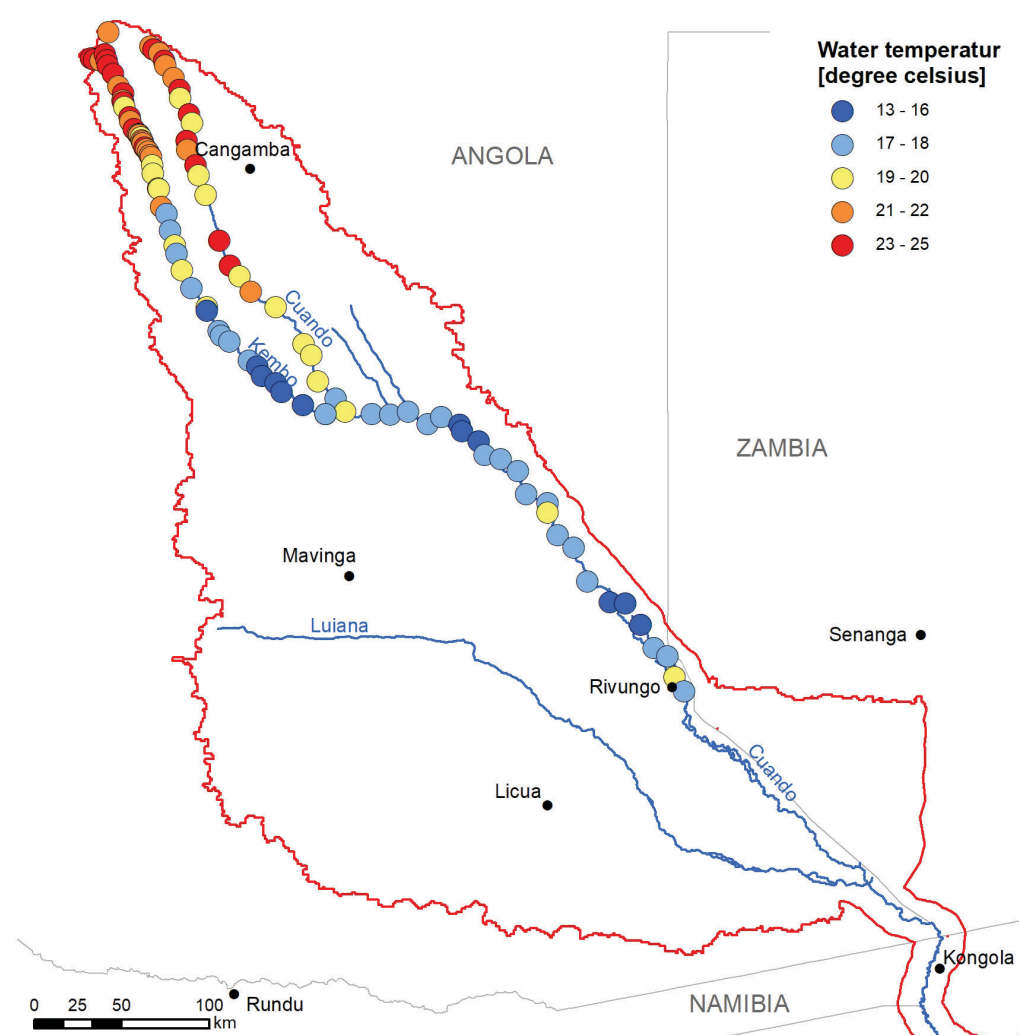 Water temperatur
[degree celsius]
13 - 16
17 - 18
19 - 20
21 - 22
23 - 25
Cangamba
ANGOLA
Cuando
Kembo
ZAMBIA
Mavinga
Luiana
Senanga
Rivungo
Cuando
Licua
Kongola
Rundu
NAMIBIA
0 25 50 100
km